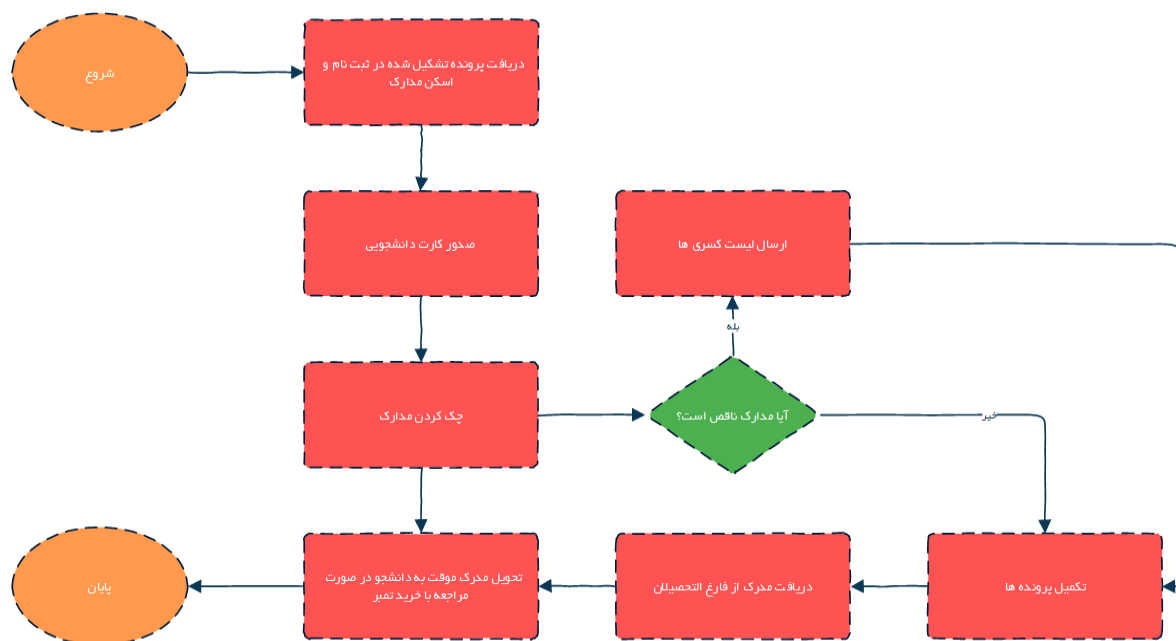 شروع
دریافت پرونده تشکیل شده در ثبت نام و
اسکن مدارک
صدور کارت دانشجویی
ارسال لیست کسری ها
بله
چک کردن مدارک
آیا مدارک ناقص است؟
خیر
تکمیل پرونده ها
دریافت مدرک از فارغ التحصیلان
تحویل مدرک موقت به دانشجو در صورت
مراجعه با خرید تمبر
پایان